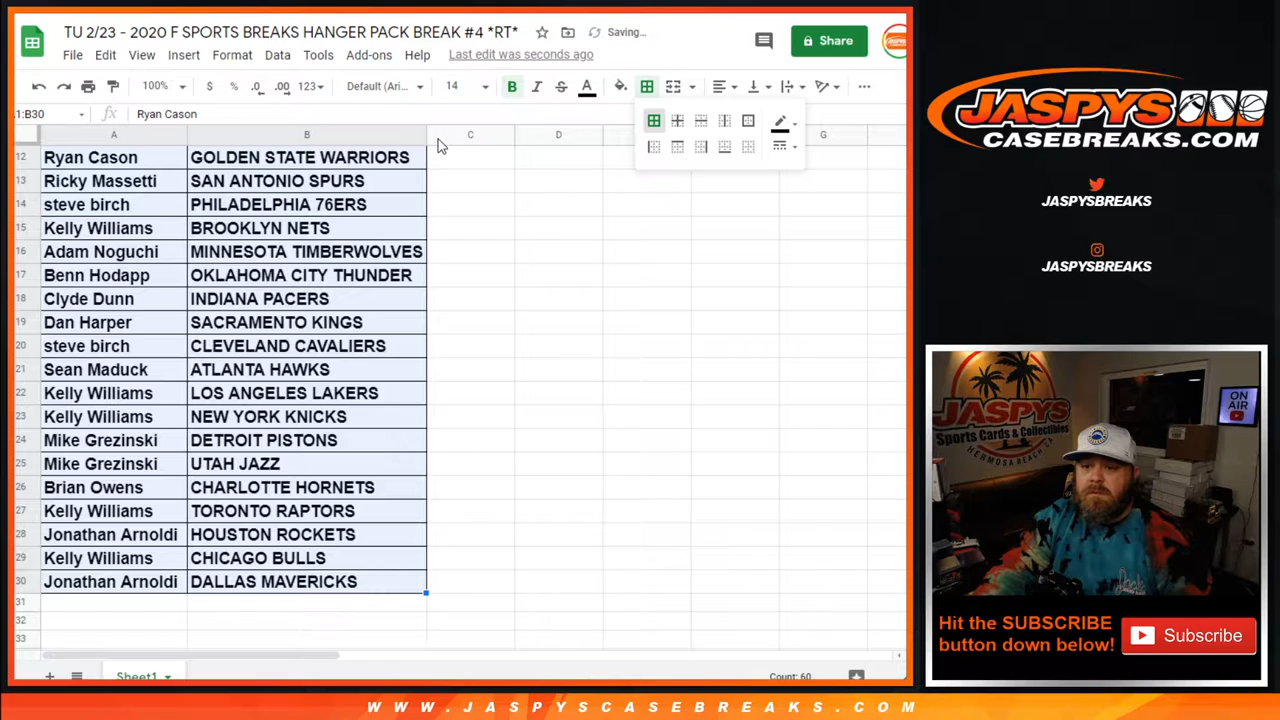 TU 2/23 - 2020 F SPORTS BREAKS HANGER PACK BREAK #4 *RT*
Saving...
Share
File Edit View Insert Format Data Tools Add-ons Help Last edit was seconds ago
100% $ % .0 .00 123 Default (Ari... 14 B I S A
1:B30 fx Ryan Cason
A B C D G
12 Ryan Cason GOLDEN STATE WARRIORS
13 Ricky Massetti SAN ANTONIO SPURS
14 steve birch PHILADELPHIA 76ERS
15 Kelly Williams BROOKLYN NETS
16 Adam Noguchi MINNESOTA TIMBERWOLVES
17 Benn Hodapp OKLAHOMA CITY THUNDER
18 Clyde Dunn INDIANA PACERS
19 Dan Harper SACRAMENTO KINGS
20 steve birch CLEVELAND CAVALIERS
21 Sean Maduck ATLANTA HAWKS
22 Kelly Williams LOS ANGELES LAKERS
23 Kelly Williams NEW YORK KNICKS
24 Mike Grezinski DETROIT PISTONS
25 Mike Grezinski UTAH JAZZ
26 Brian Owens CHARLOTTE HORNETS
27 Kelly Williams TORONTO RAPTORS
28 Jonathan Arnoldi HOUSTON ROCKETS
29 Kelly Williams CHICAGO BULLS
30 Jonathan Arnoldi DALLAS MAVERICKS
31
32
33
Sheet1
Count: 60
JASPYS
CASEBREAKS.COM
JASPYSBREAKS
JASPYSBREAKS
JASPYS
Sports Cards & Collectibles
HERMOSA BEACH, CA
ON
AIR
Hit the SUBSCRIBE
button down below!
Subscribe
WWW.JASPYSCASEBREAKS.COM